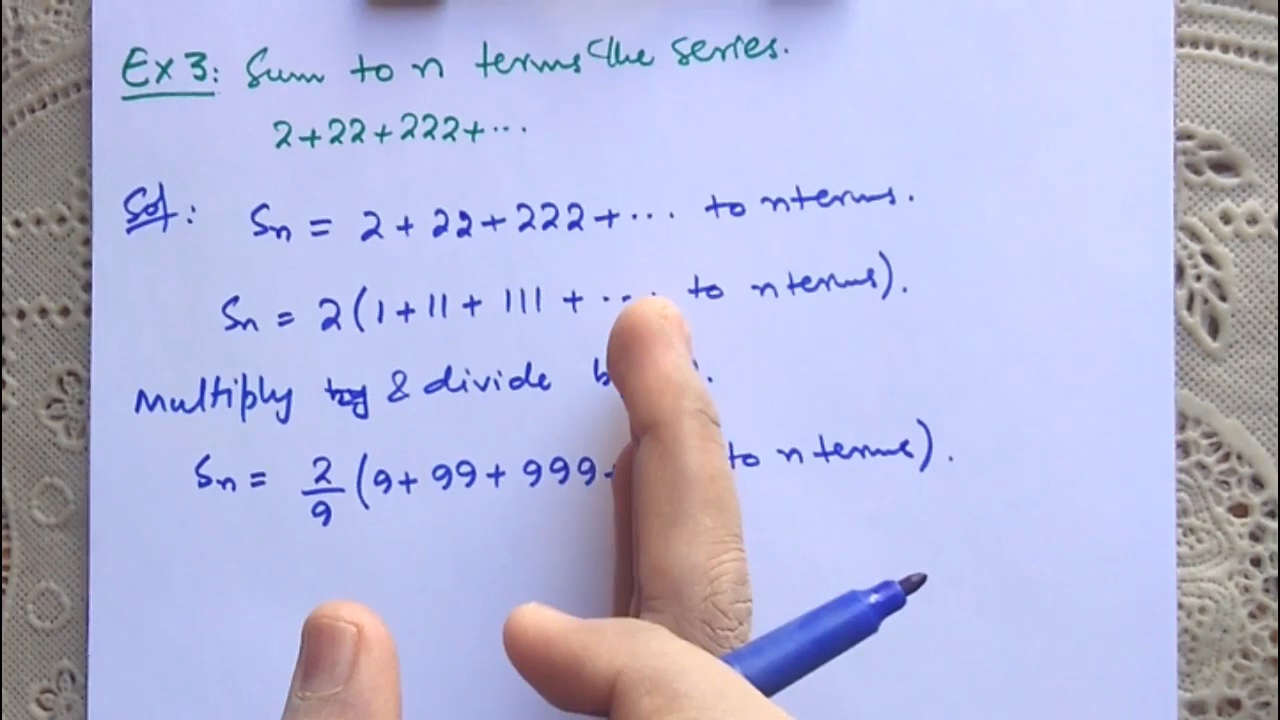 Ex 3: Sum to n terms the series.
2+22+222+...
Sol: Sn = 2 + 22 + 222 + ... to n terms.
Sn = 2 (1 + 11 + 111 + ... to n terms).
Multiply & divide
Sn = 2/9 (9 + 99 + 999 to n terms).